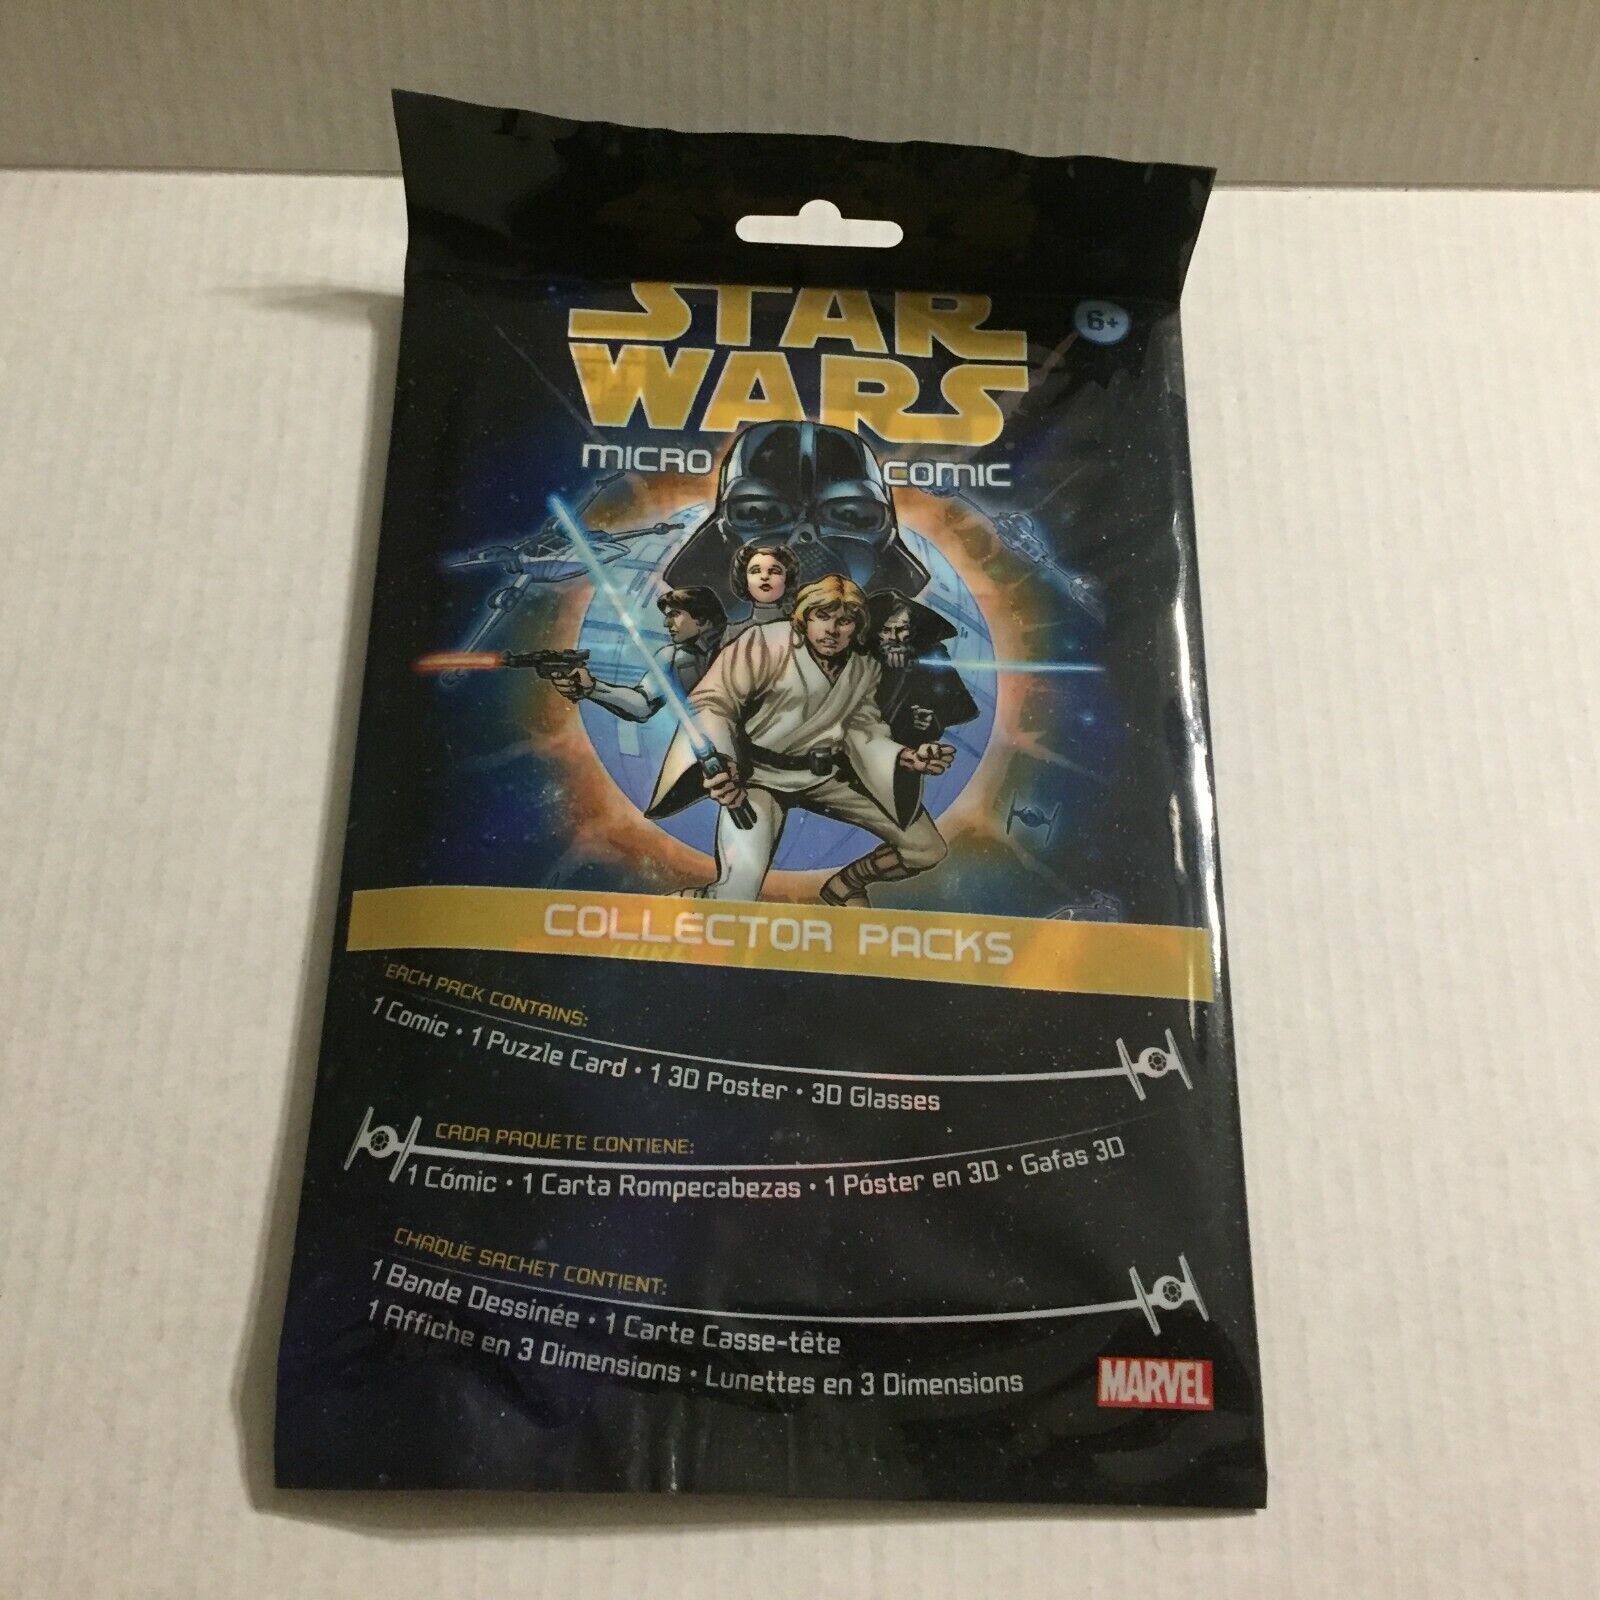 STAR
6+
WARS
MICRO COMIC
COLLECTOR PACKS
EACH PACK CONTAINS:
1 Comic • 1 Puzzle Card • 1 3D Poster • 3D Glasses
CADA PAQUETE CONTIENE:
1 Cómic • 1 Carta Rompecabezas • 1 Póster en 3D • Gafas 3D
CHAQUE SACHET CONTIENT:
1 Bande Dessinée • 1 Carte Casse-tête
1 Affiche en 3 Dimensions • Lunettes en 3 Dimensions
MARVEL